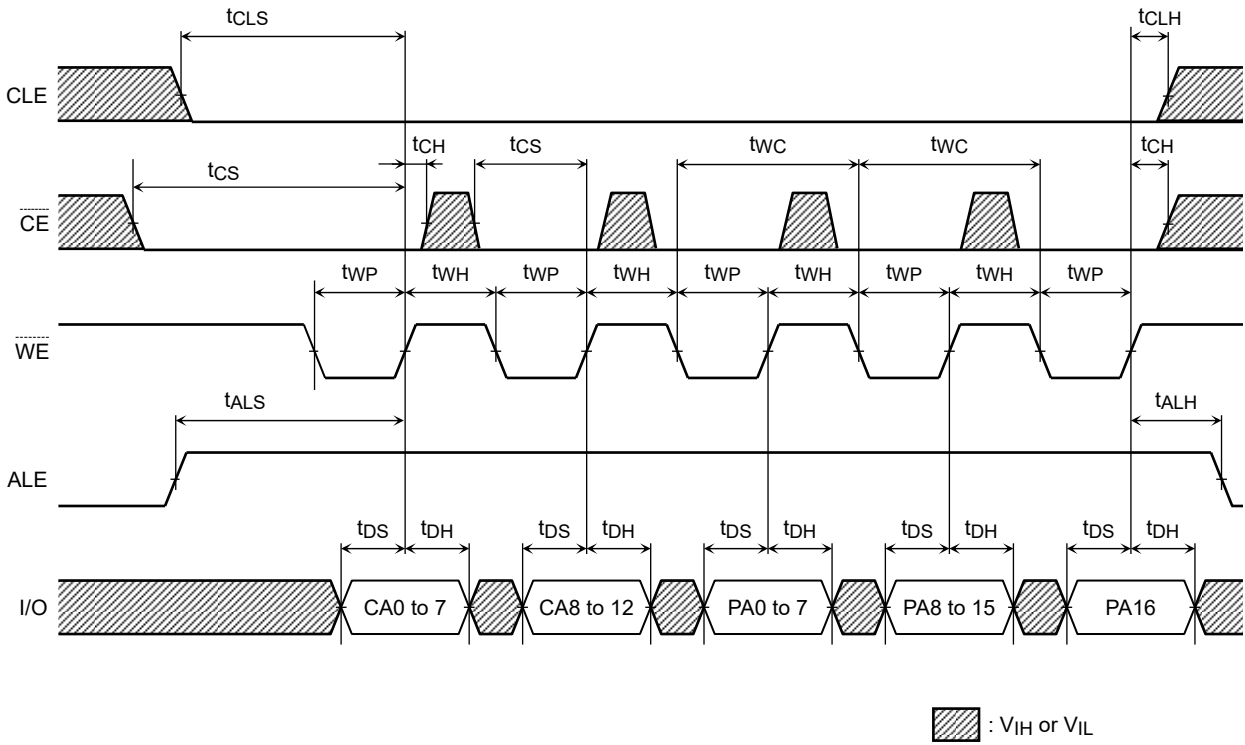 tCLS tCLH
CLE
tCH tCS tWC tWC tCH
tCS
CE
tWP tWH tWP tWH tWP tWH tWP tWH tWP
WE
tALS tALH
ALE
tDS tDH tDS tDH tDS tDH tDS tDH tDS tDH
I/O CA0 to 7 CA8 to 12 PA0 to 7 PA8 to 15 PA16
: VIH or VIL